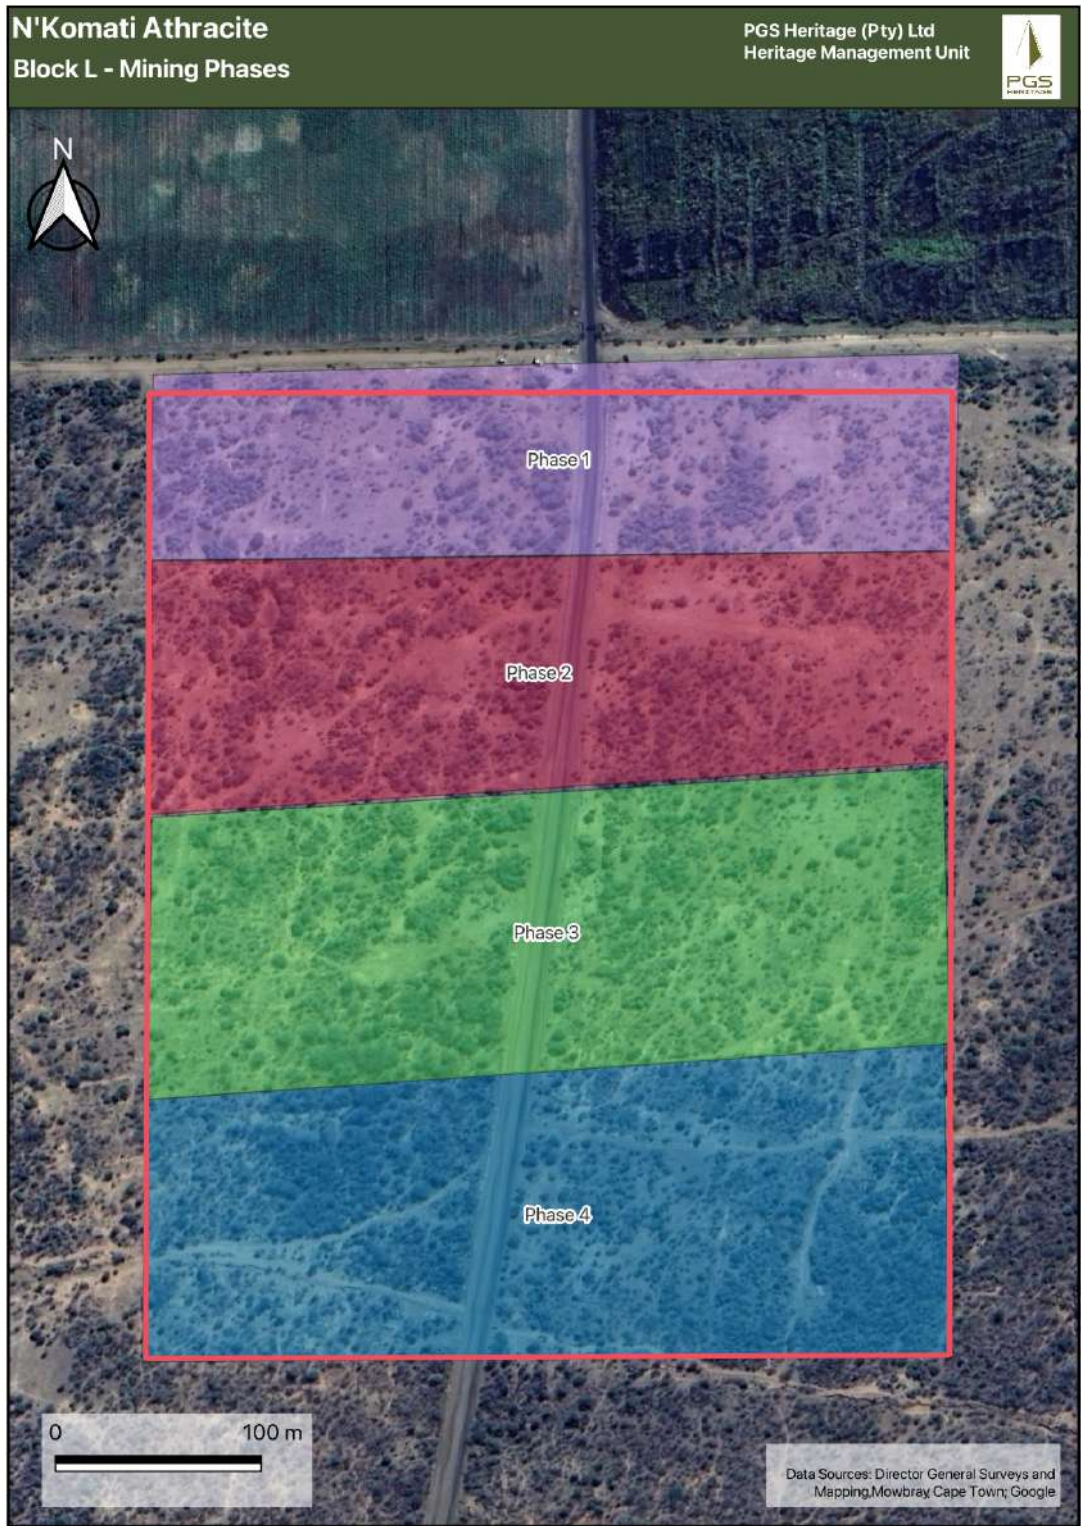 N'Komati Athracite
Block L - Mining Phases
PGS Heritage (Pty) Ltd
Heritage Management Unit
PGS
HERITAGE
N
Phase 1
Phase 2
Phase 3
Phase 4
0 100 m
Data Sources: Director General Surveys and
Mapping,Mowbray, Cape Town; Google